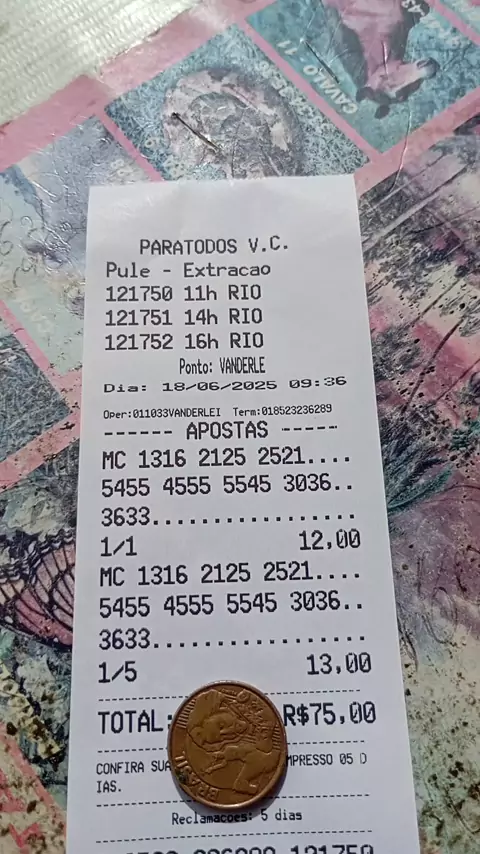 CAVALO - 11
PARATODOS V.C.
Pule - Extracao
121750 11h RIO
121751 14h RIO
121752 16h RIO
Ponto: VANDERLE
Dia: 18/06/2025 09:36
Oper:011033VANDERLEI Term:018523236289
------ APOSTAS -----
MC 1316 2125 2521....
5455 4555 5545 3036..
3633.................
1/1 12,00
MC 1316 2125 2521....
5455 4555 5545 3036..
3633.................
1/5 13,00
TOTAL: R$75,00
CONFIRA SUA MPRESSO 05 D
IAS.
BRASIL
Reclamacoes: 5 dias